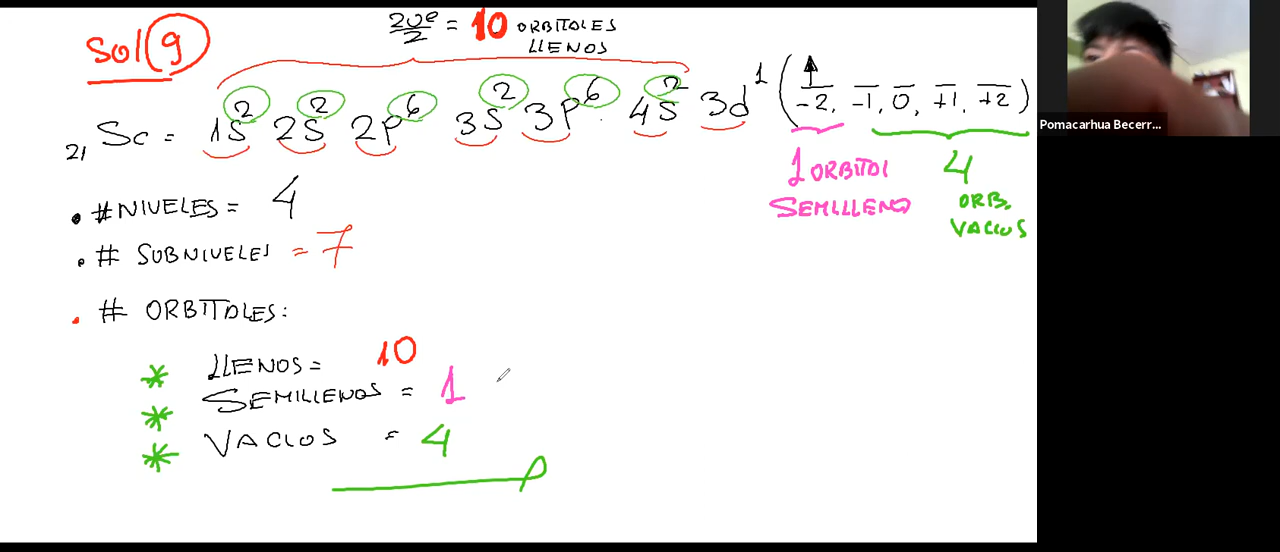 Sol 9
20e/2 = 10 ORBITALES LLENOS
21 Sc = 1S2 2S2 2P6 3S2 3P6 4S2 3d1 ( -2, -1, 0, +1, +2 )
1 ORBITAl SEMILLENO
4 ORB. VACIOS
• #NIVELES = 4
• # SUBNIVELES = 7
• # ORBITALES:
* LLENOS = 10
* SEMILLENOS = 1
* VACIOS = 4
Pomacarhua Becerr...